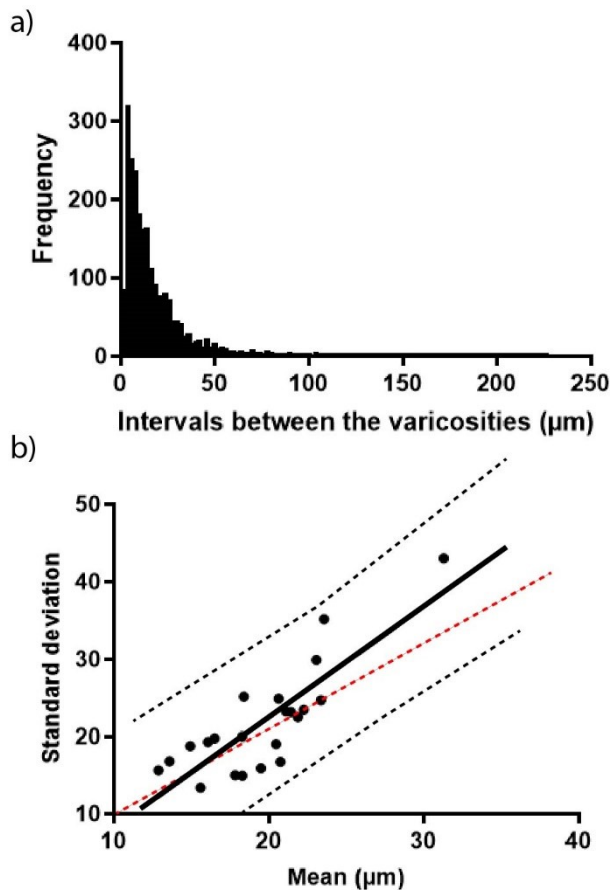 a)
400
300
200
100
0
Frequency
0 50 100 150 200 250
Intervals between the varicosities (µm)
b)
50
40
30
20
10
Standard deviation
10 20 30 40
Mean (µm)